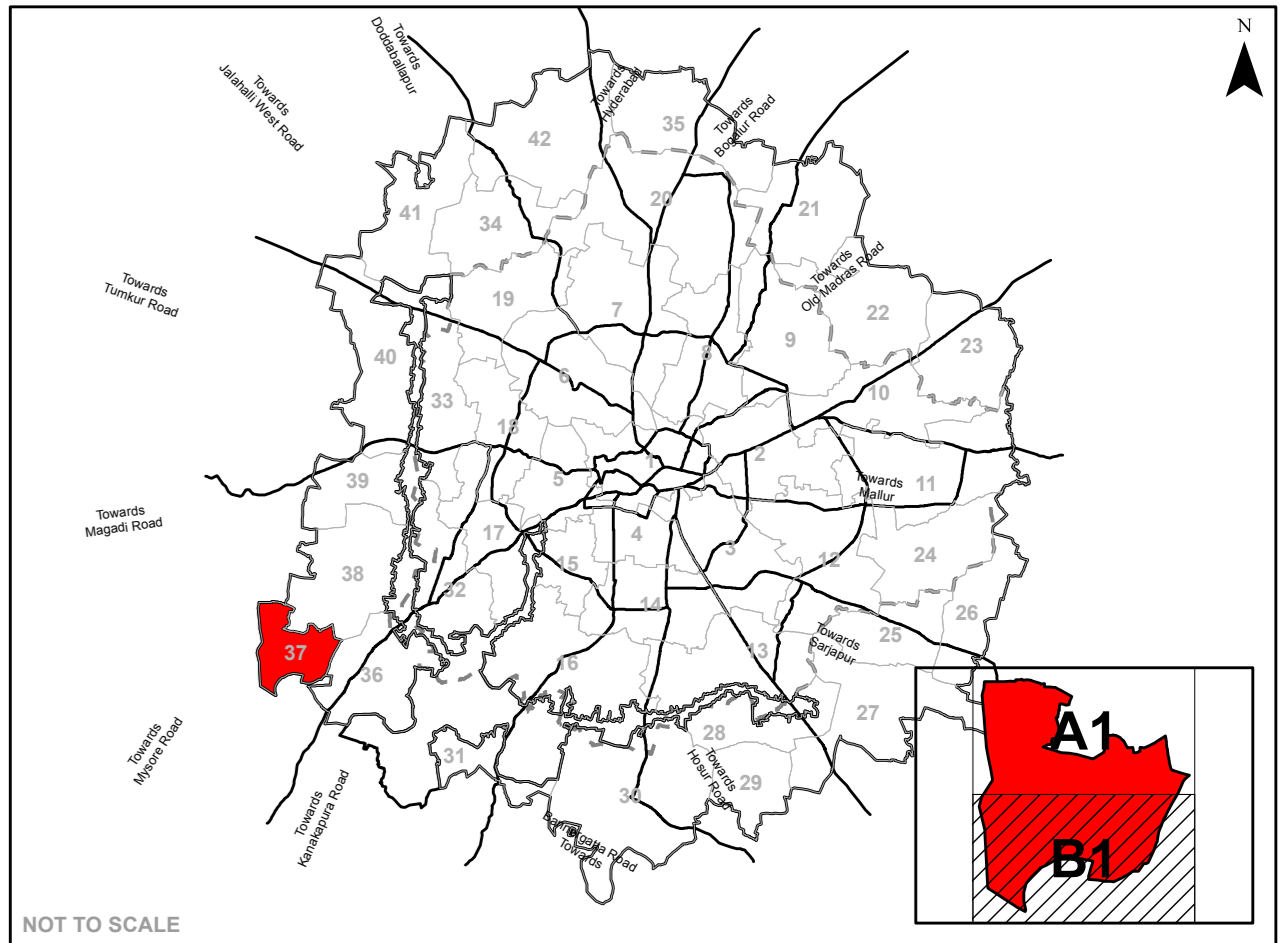 N
Towards
Doddaballapur
Towards
Jalahalli West Road
Towards
Hyderabad
35
Towards
Bogalur Road
42
20
41
34
21
Towards
Old Madras Road
Towards
Tumkur Road
19
7
22
40
8
9
23
33
6
10
18
39
5
1
2
Towards
Mallur
11
Towards
Magadi Road
17
4
3
38
15
12
24
32
14
26
37
36
16
13
Towards
Sarjapur
25
Towards
Mysore Road
31
28
27
Towards
Hosur Road
29
30
Towards
Kanakapura Road
Bannergatta Road
Towards
A1
B1
NOT TO SCALE